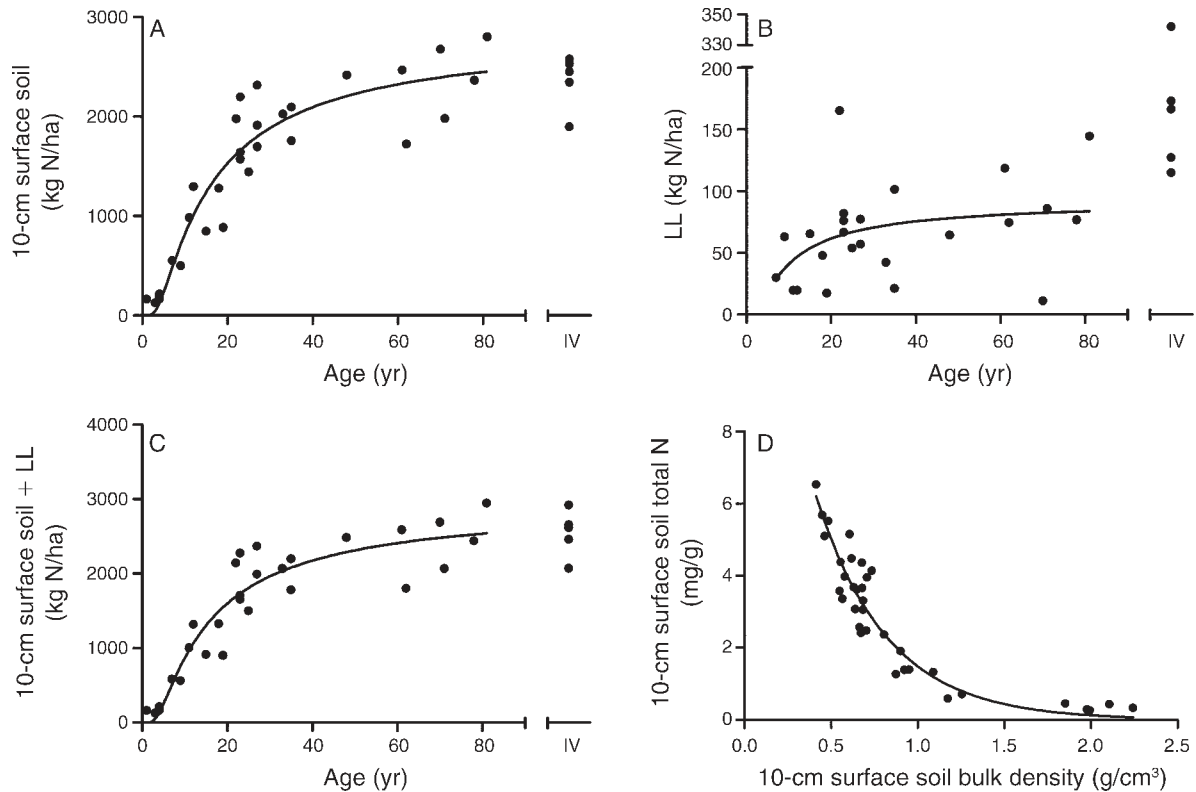 A
3000
2000
1000
0
10-cm surface soil
(kg N/ha)
0 20 40 60 80 IV
Age (yr)
B
350
330
200
150
100
50
0
LL (kg N/ha)
0 20 40 60 80 IV
Age (yr)
C
4000
3000
2000
1000
0
10-cm surface soil + LL
(kg N/ha)
0 20 40 60 80 IV
Age (yr)
D
8
6
4
2
0
10-cm surface soil total N
(mg/g)
0.0 0.5 1.0 1.5 2.0 2.5
10-cm surface soil bulk density (g/cm³)